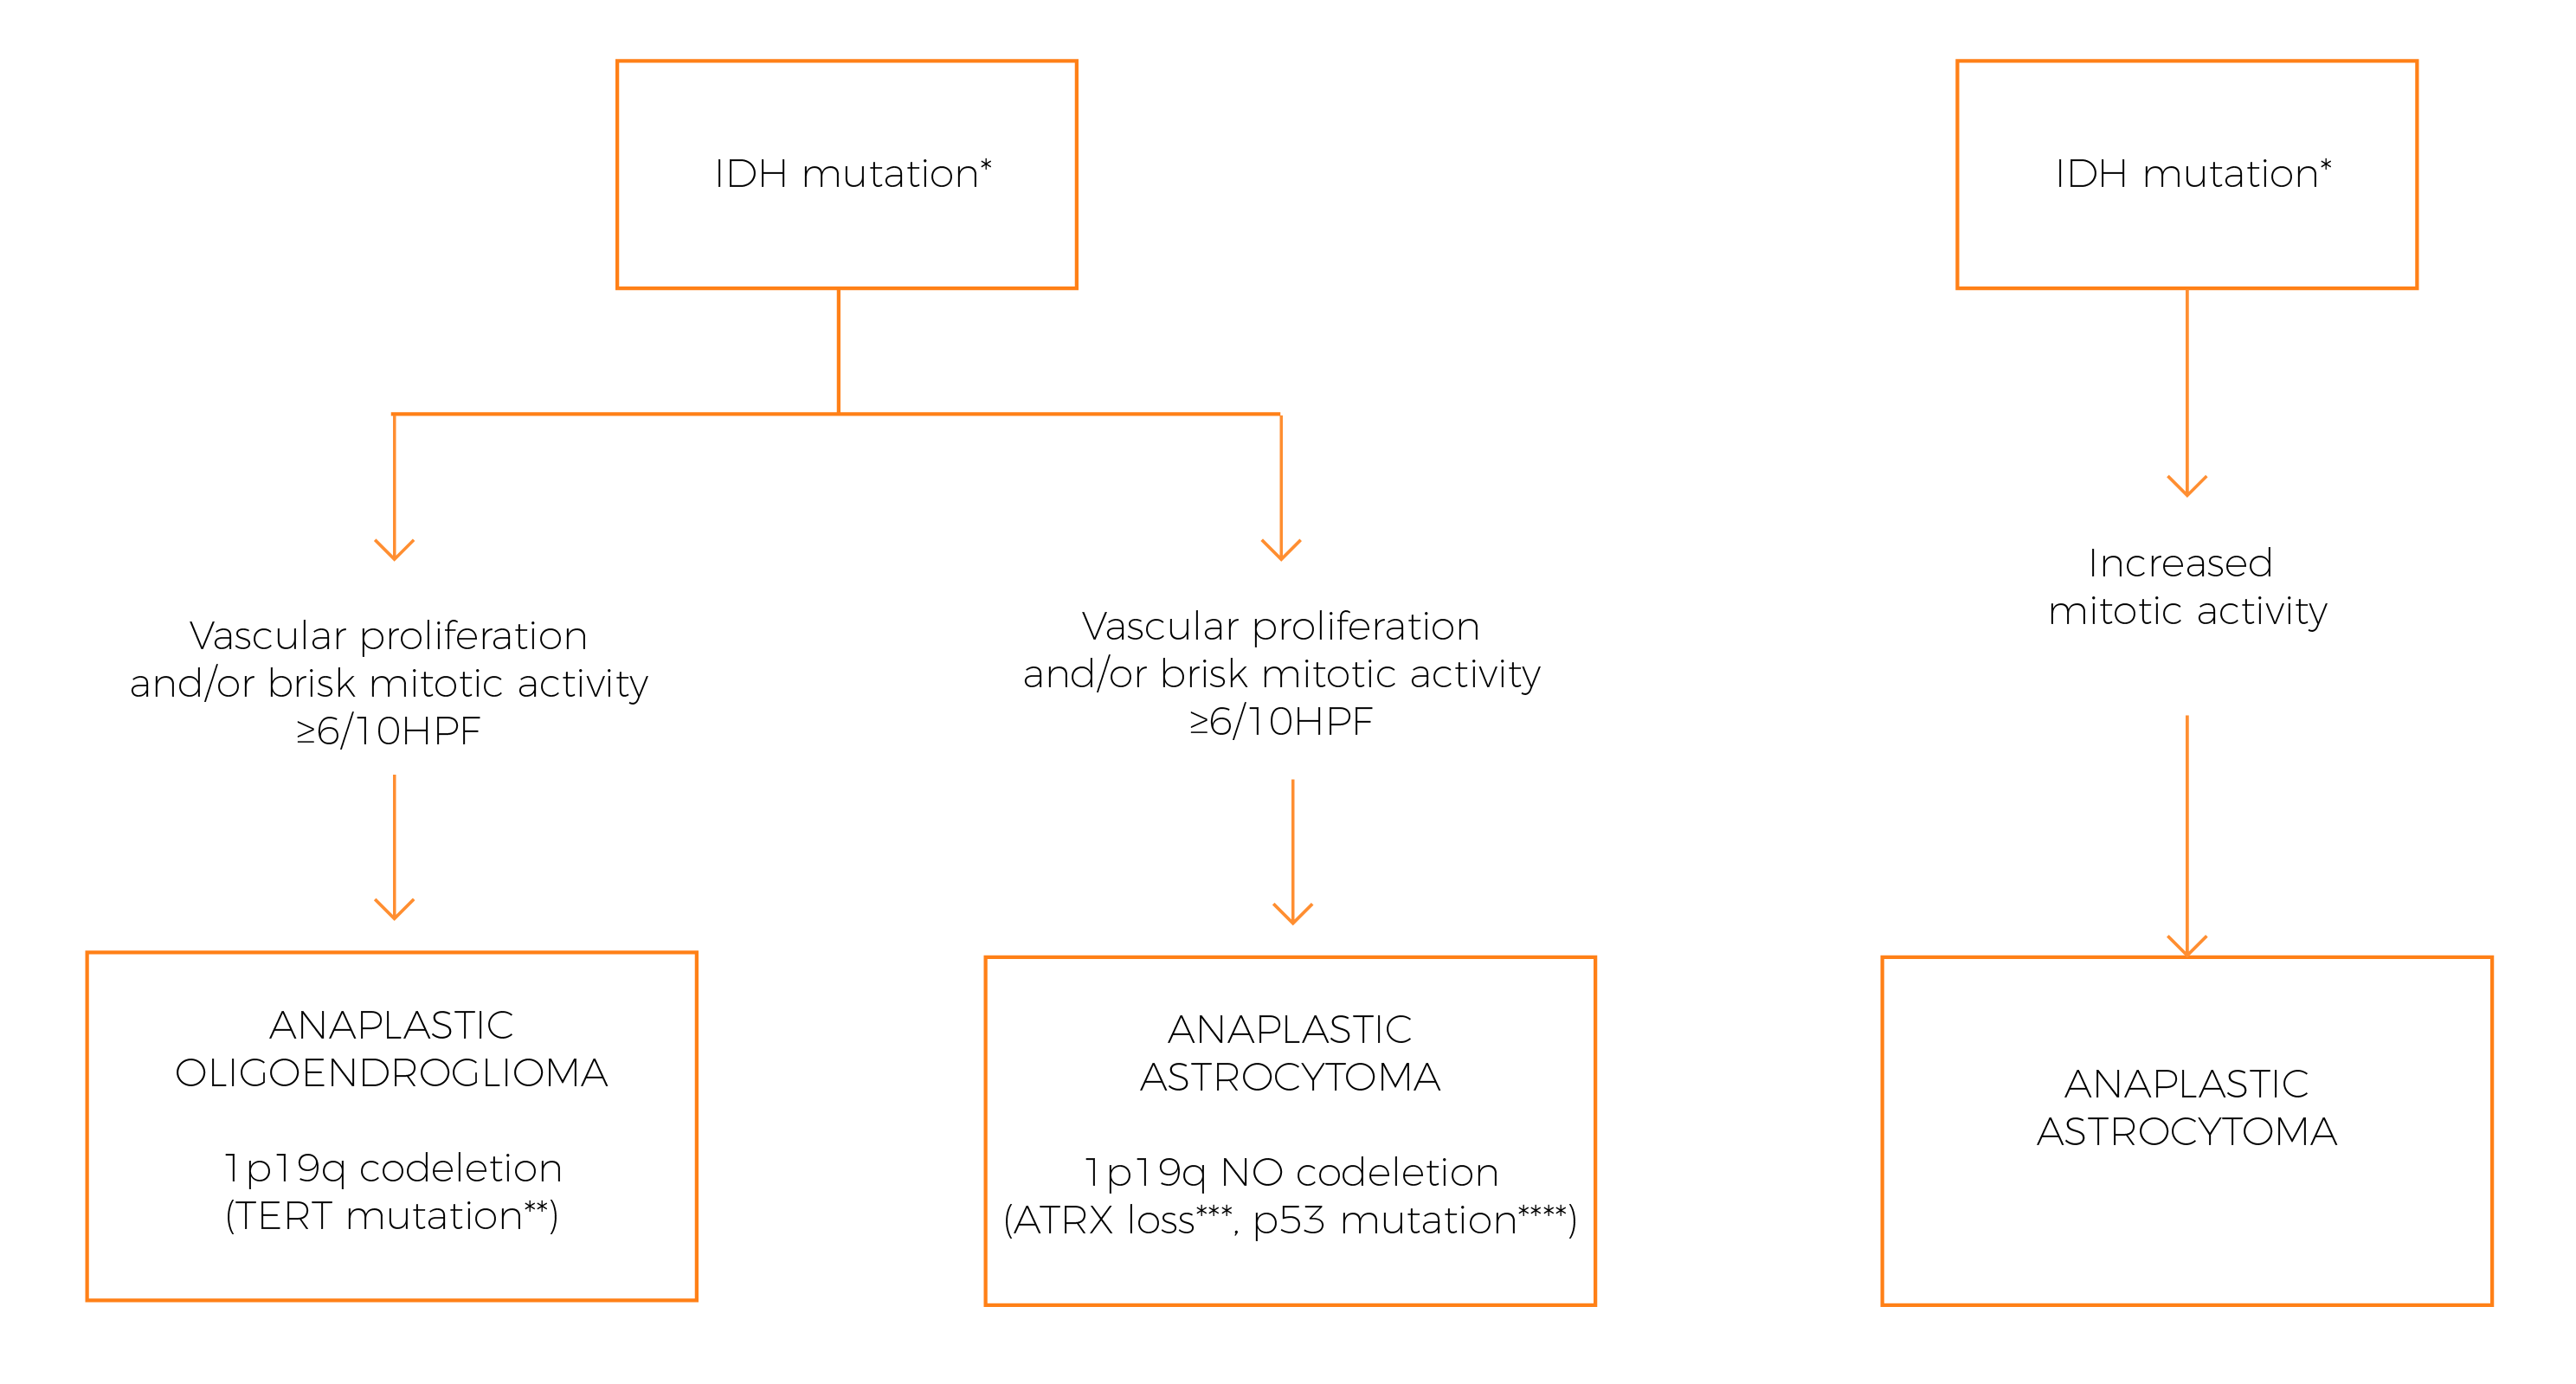 IDH mutation*
IDH mutation*
Vascular proliferation
and/or brisk mitotic activity
≥6/10HPF
Vascular proliferation
and/or brisk mitotic activity
≥6/10HPF
Increased
mitotic activity
ANAPLASTIC
OLIGOENDROGLIOMA
1p19q codeletion
(TERT mutation**)
ANAPLASTIC
ASTROCYTOMA
1p19q NO codeletion
(ATRX loss***, p53 mutation****)
ANAPLASTIC
ASTROCYTOMA